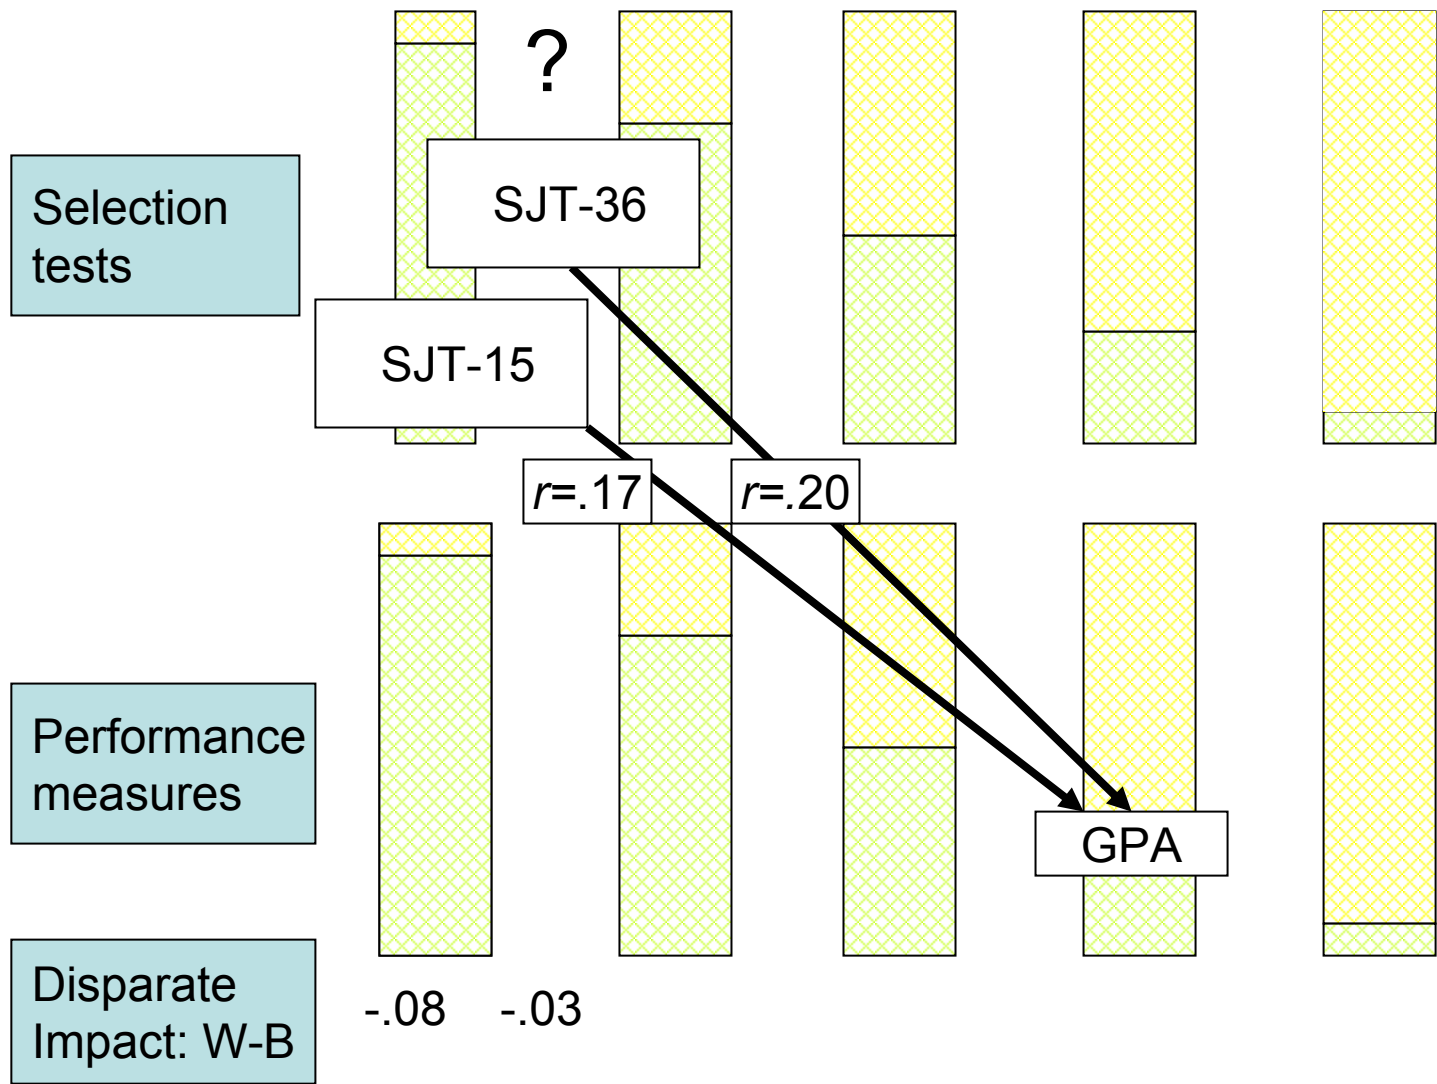 ?
Selection
tests
SJT-36
SJT-15
r=.17
r=.20
Performance
measures
GPA
Disparate
Impact: W-B
-.08
-.03